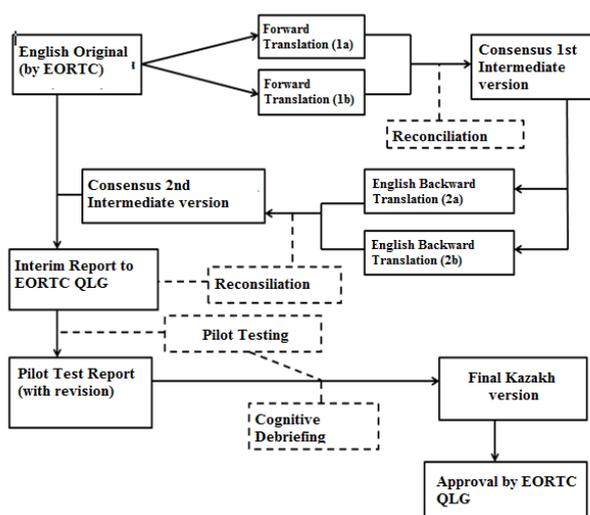 English Original
(by EORTC)
Forward
Translation (1a)
Forward
Translation (1b)
Consensus 1st
Intermediate
version
Reconciliation
English Backward
Translation (2a)
English Backward
Translation (2b)
Consensus 2nd
Intermediate version
Reconsiliation
Interim Report to
EORTC QLG
Pilot Testing
Pilot Test Report
(with revision)
Cognitive
Debriefing
Final Kazakh
version
Approval by EORTC
QLG